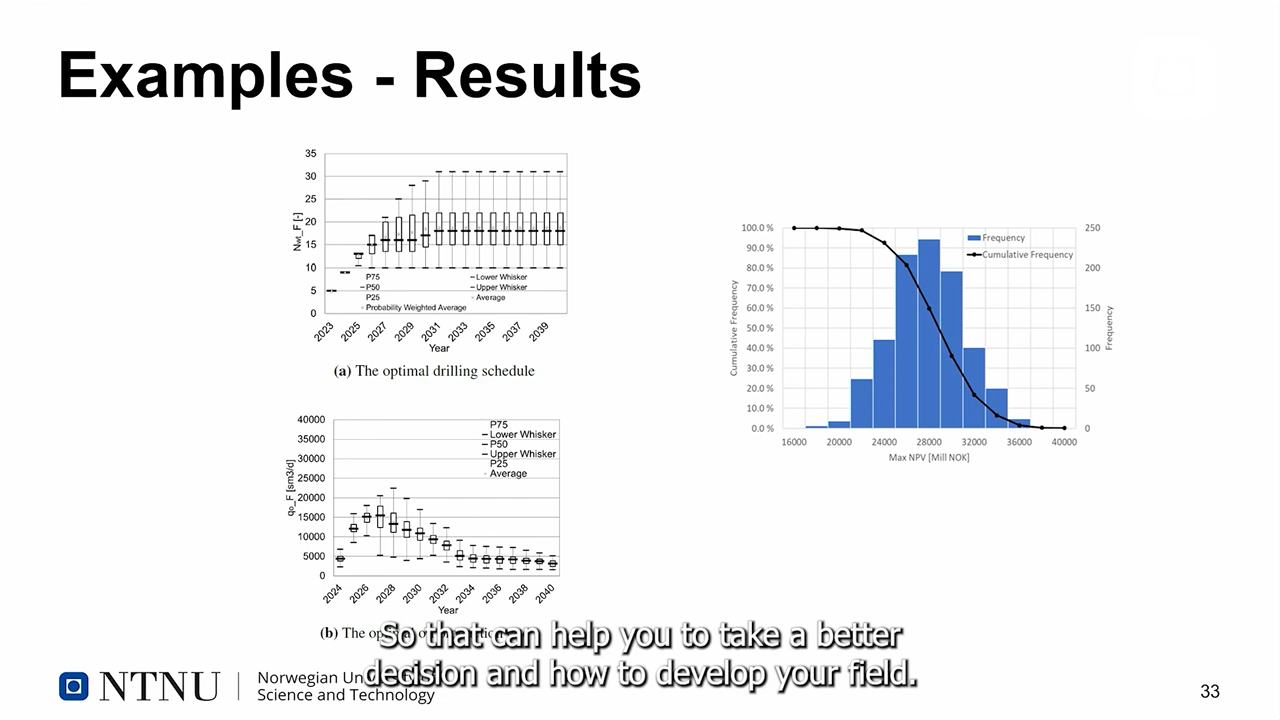 Examples - Results
35
30
25
20
15
10
5
0
Nwt_F [-]
P75
P50
P25
Probability Weighted Average
Lower Whisker
Upper Whisker
Average
2023
2025
2027
2029
2031
2033
2035
2037
2039
Year
(a) The optimal drilling schedule
40000
35000
30000
25000
20000
15000
10000
5000
0
qo_F [sm3/d]
P75
Lower Whisker
P50
Upper Whisker
P25
Average
2024
2026
2028
2030
2032
2034
2036
2038
2040
Year
(b) The
100.0 %
90.0 %
80.0 %
70.0 %
60.0 %
50.0 %
40.0 %
30.0 %
20.0 %
10.0 %
0.0 %
Cumulative Frequency
Frequency
Cumulative Frequency
250
200
150
100
50
0
Frequency
16000 20000 24000 28000 32000 36000 40000
Max NPV [Mill NOK]
So that can help you to take a better
decision and how to develop your field.
NTNU
Norwegian
Science and Technology
33